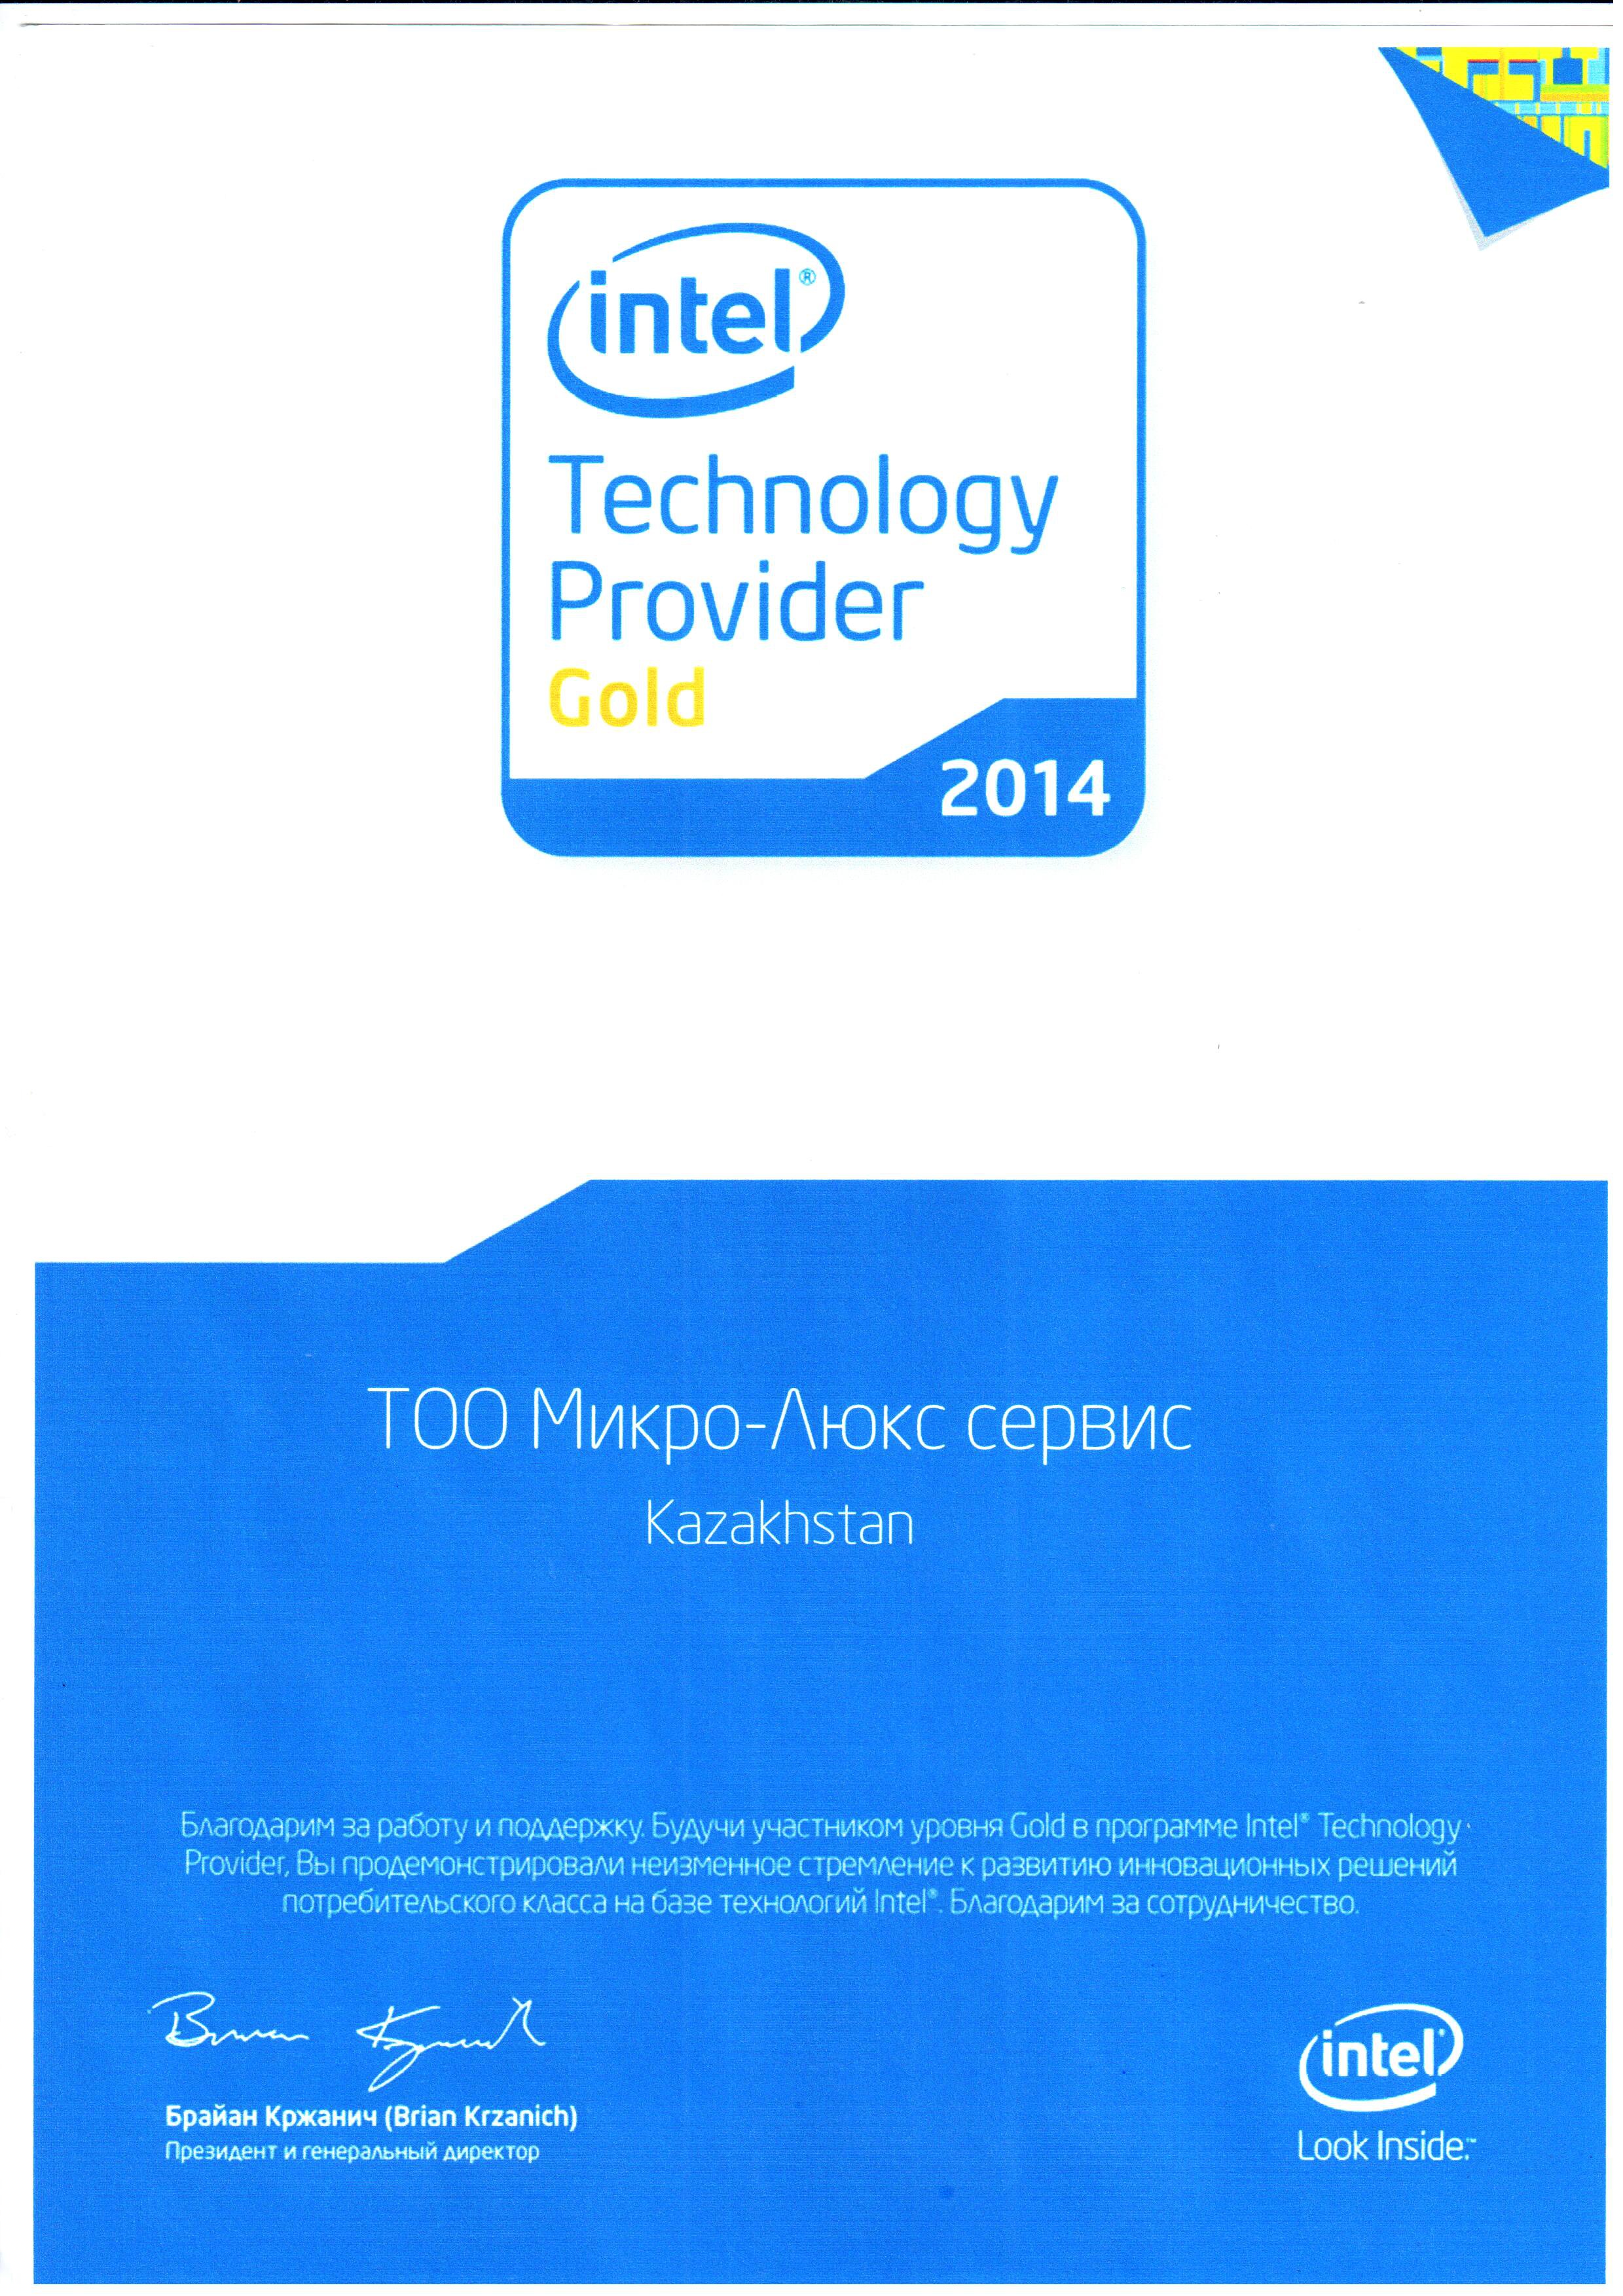 intel®
Technology
Provider
Gold
2014
ТОО Микро-Люкс сервис
Kazakhstan
Благодарим за работу и поддержку. Будучи участником уровня Gold в программе Intel® Technology
Provider, Вы продемонстрировали неизменное стремление к развитию инновационных решений
потребительского класса на базе технологий Intel®. Благодарим за сотрудничество.
Брайан Кржанич (Brian Krzanich)
Президент и генеральный директор
intel®
Look Inside.™